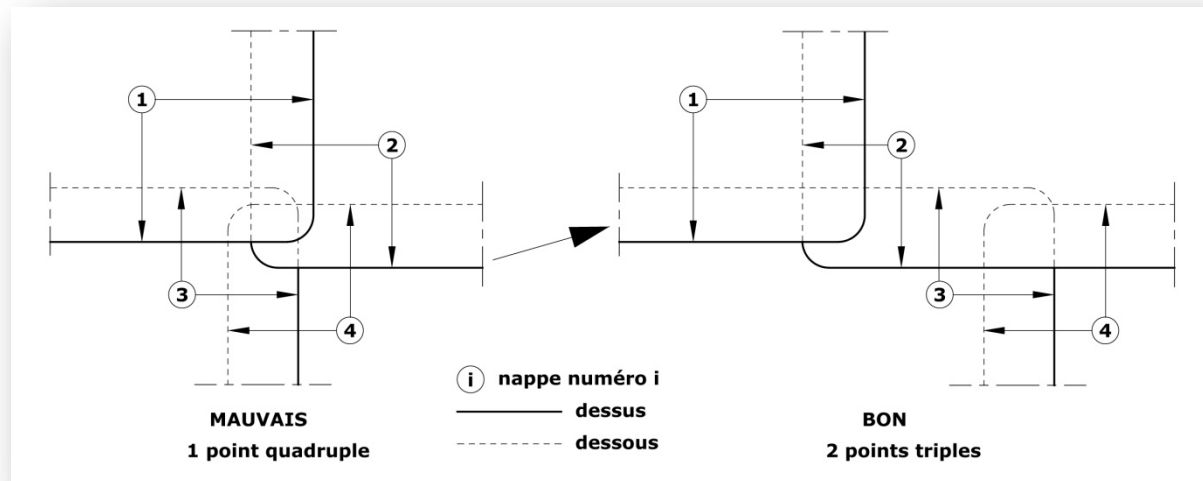 1
1
2
2
3
4
3
4
i nappe numéro i
dessus
dessous
MAUVAIS
1 point quadruple
BON
2 points triples